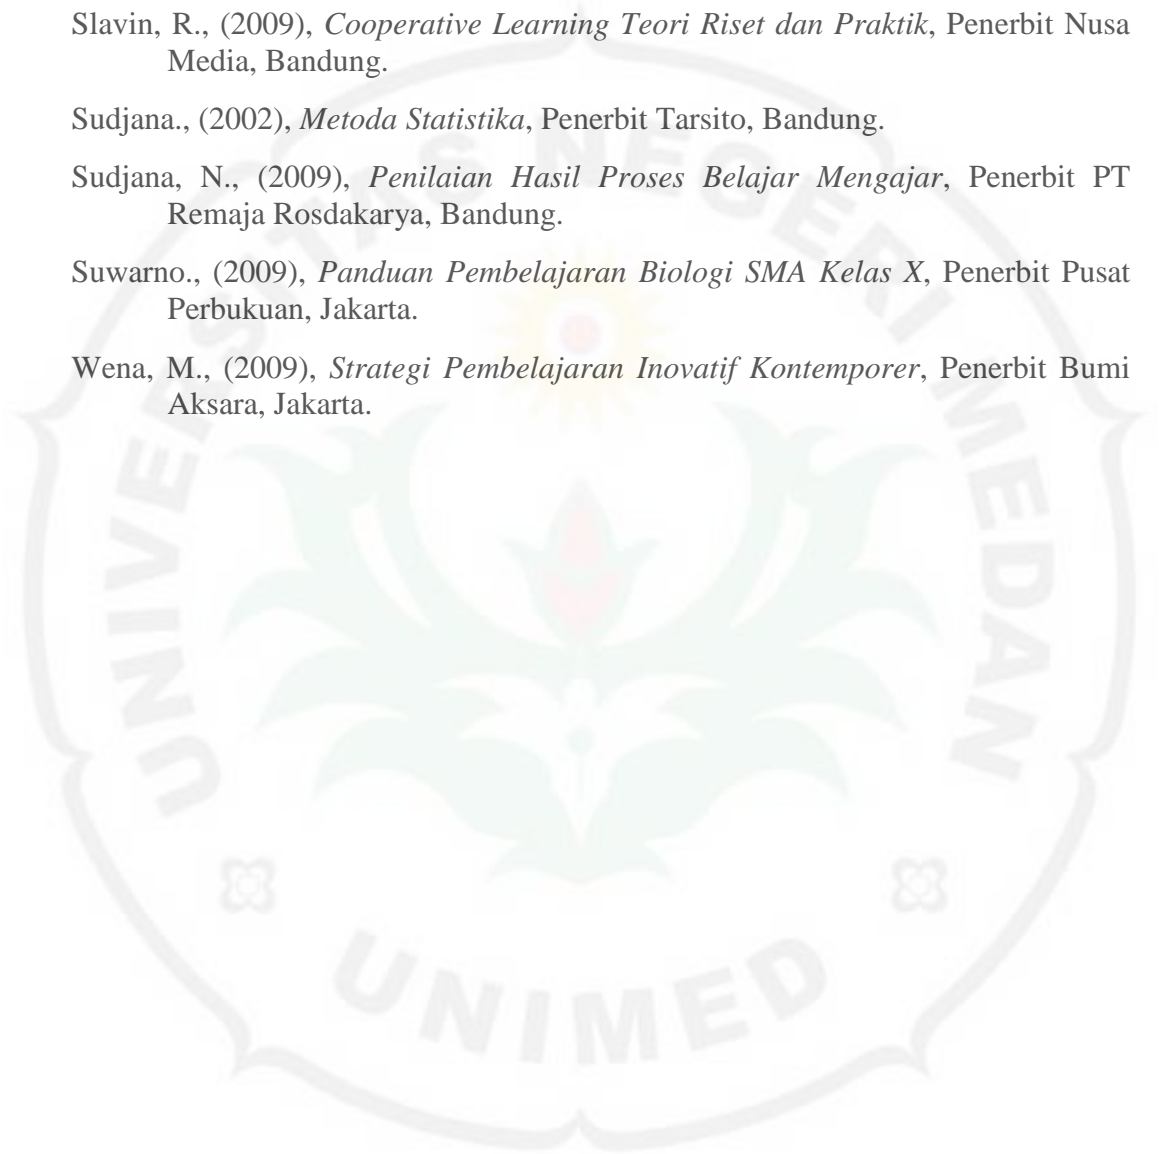 Slavin, R., (2009), Cooperative Learning Teori Riset dan Praktik, Penerbit Nusa
Media, Bandung.
Sudjana., (2002), Metoda Statistika, Penerbit Tarsito, Bandung.
Sudjana, N., (2009), Penilaian Hasil Proses Belajar Mengajar, Penerbit PT
Remaja Rosdakarya, Bandung.
Suwarno., (2009), Panduan Pembelajaran Biologi SMA Kelas X, Penerbit Pusat
Perbukuan, Jakarta.
Wena, M., (2009), Strategi Pembelajaran Inovatif Kontemporer, Penerbit Bumi
Aksara, Jakarta.
UNIVERSITAS NEGERI MEDAN
UNIMED